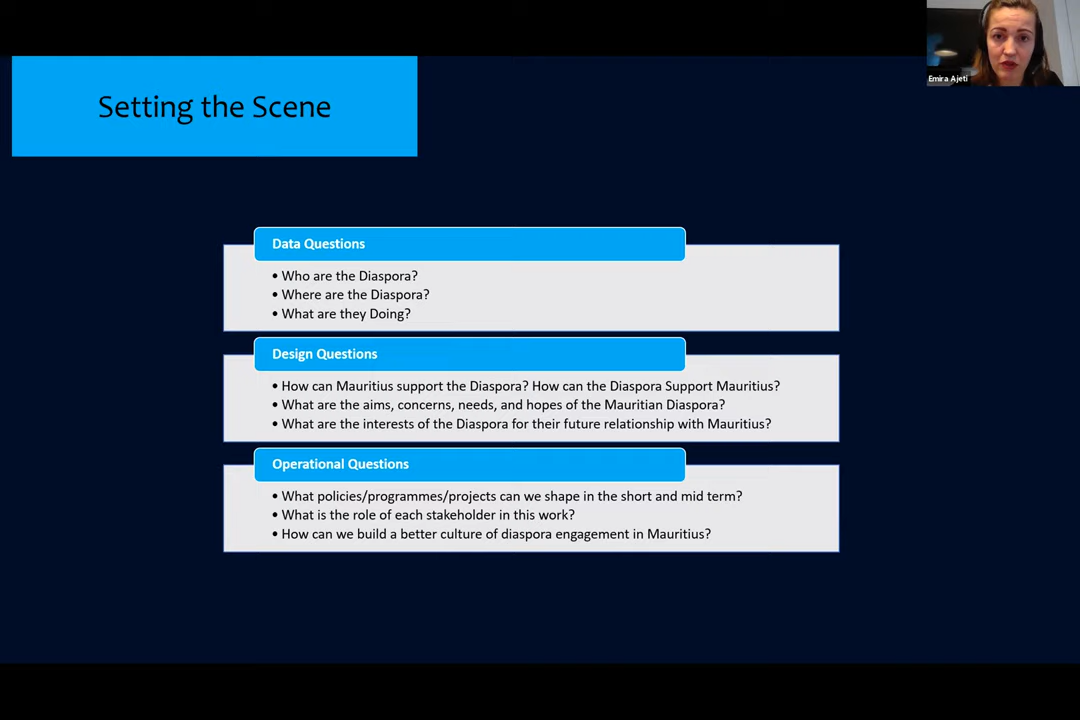 Emira Ajeti
Setting the Scene
Data Questions
• Who are the Diaspora?
• Where are the Diaspora?
• What are they Doing?
Design Questions
• How can Mauritius support the Diaspora? How can the Diaspora Support Mauritius?
• What are the aims, concerns, needs, and hopes of the Mauritian Diaspora?
• What are the interests of the Diaspora for their future relationship with Mauritius?
Operational Questions
• What policies/programmes/projects can we shape in the short and mid term?
• What is the role of each stakeholder in this work?
• How can we build a better culture of diaspora engagement in Mauritius?